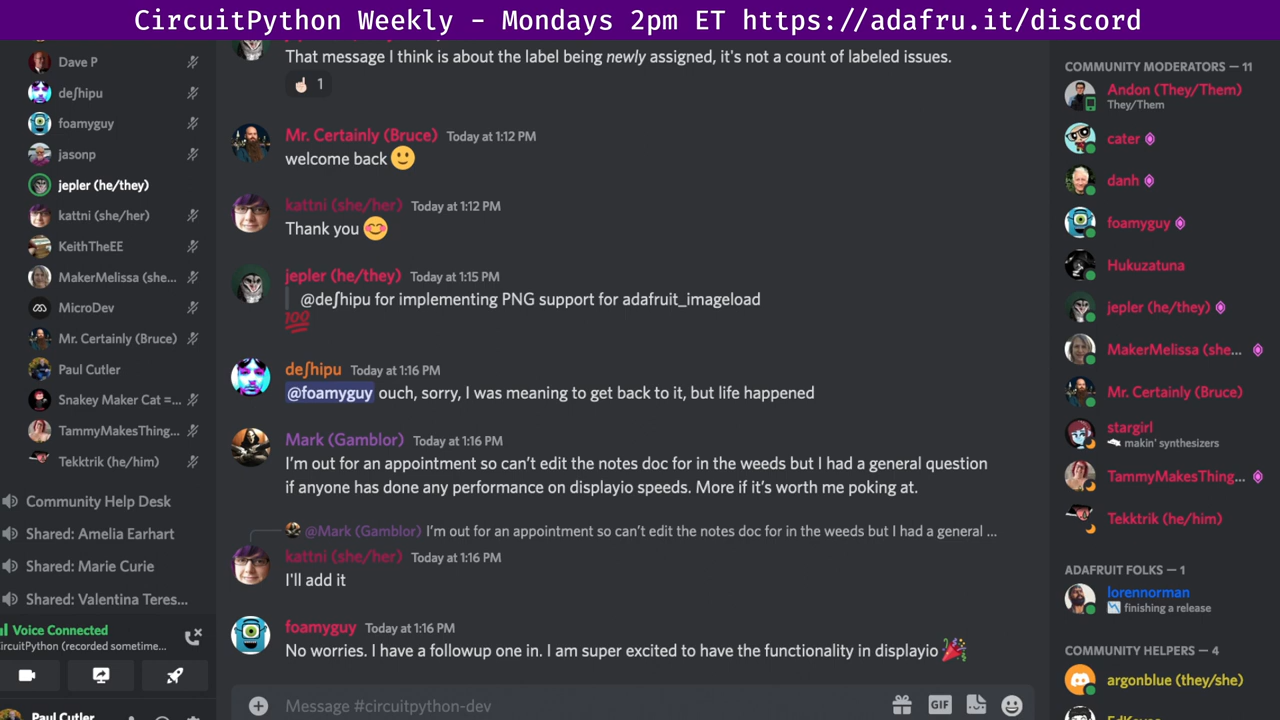 CircuitPython Weekly - Mondays 2pm ET https://adafru.it/discord
Dave P
deʃhipu
foamyguy
jasonp
jepler (he/they)
kattni (she/her)
KeithTheEE
MakerMelissa (she...
MicroDev
Mr. Certainly (Bruce)
Paul Cutler
Snakey Maker Cat =...
TammyMakesThing...
Tekktrik (he/him)
Community Help Desk
Shared: Amelia Earhart
Shared: Marie Curie
Shared: Valentina Teres...
Voice Connected
CircuitPython (recorded sometime...
Paul Cutler
That message I think is about the label being newly assigned, it's not a count of labeled issues.
1
Mr. Certainly (Bruce) Today at 1:12 PM
welcome back
kattni (she/her) Today at 1:12 PM
Thank you
jepler (he/they) Today at 1:15 PM
@deʃhipu for implementing PNG support for adafruit_imageload
100
deʃhipu Today at 1:16 PM
@foamyguy ouch, sorry, I was meaning to get back to it, but life happened
Mark (Gamblor) Today at 1:16 PM
I'm out for an appointment so can't edit the notes doc for in the weeds but I had a general question
if anyone has done any performance on displayio speeds. More if it's worth me poking at.
@Mark (Gamblor) I'm out for an appointment so can't edit the notes doc for in the weeds but I had a general ...
kattni (she/her) Today at 1:16 PM
I'll add it
foamyguy Today at 1:16 PM
No worries. I have a followup one in. I am super excited to have the functionality in displayio
Message #circuitpython-dev
GIF
COMMUNITY MODERATORS — 11
Andon (They/Them)
They/Them
cater
danh
foamyguy
Hukuzatuna
jepler (he/they)
MakerMelissa (she...
Mr. Certainly (Bruce)
stargirl
makin' synthesizers
TammyMakesThing...
Tekktrik (he/him)
ADAFRUIT FOLKS — 1
lorennorman
finishing a release
COMMUNITY HELPERS — 4
argonblue (they/she)